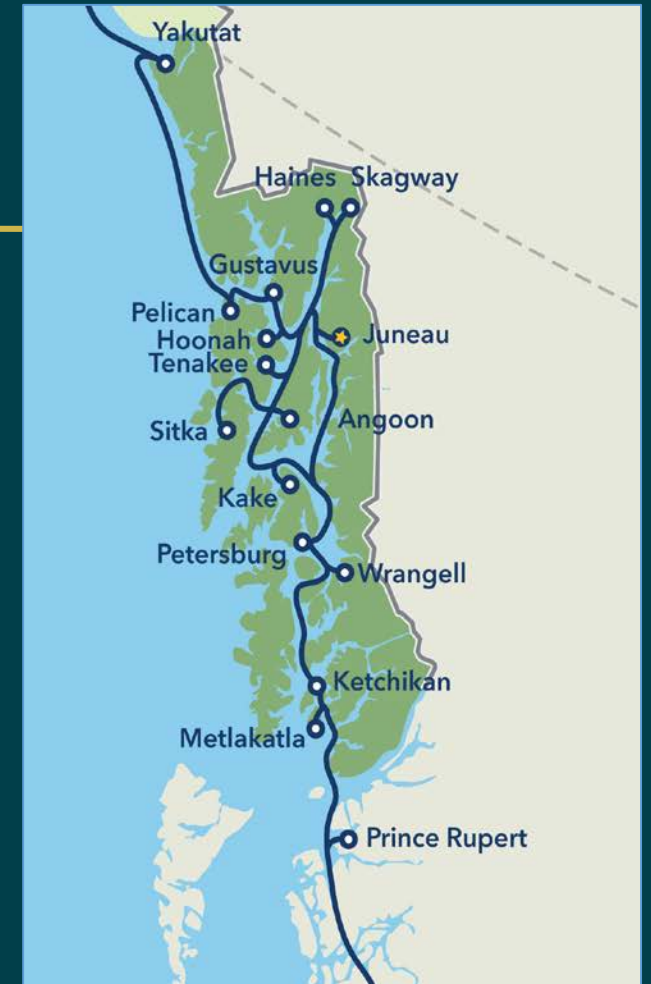 Yakutat
Haines Skagway
Gustavus
Pelican
Hoonah
Juneau
Tenakee
Angoon
Sitka
Kake
Petersburg
Wrangell
Ketchikan
Metlakatla
Prince Rupert